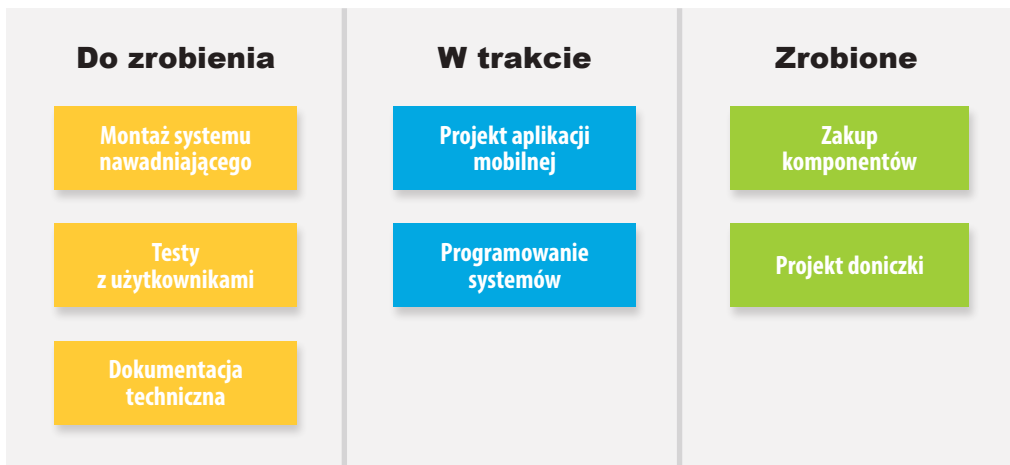 Do zrobienia
Montaż systemu
nawadniającego
Testy
z użytkownikami
Dokumentacja
techniczna
W trakcie
Projekt aplikacji
mobilnej
Programowanie
systemów
Zrobione
Zakup
komponentów
Projekt doniczki